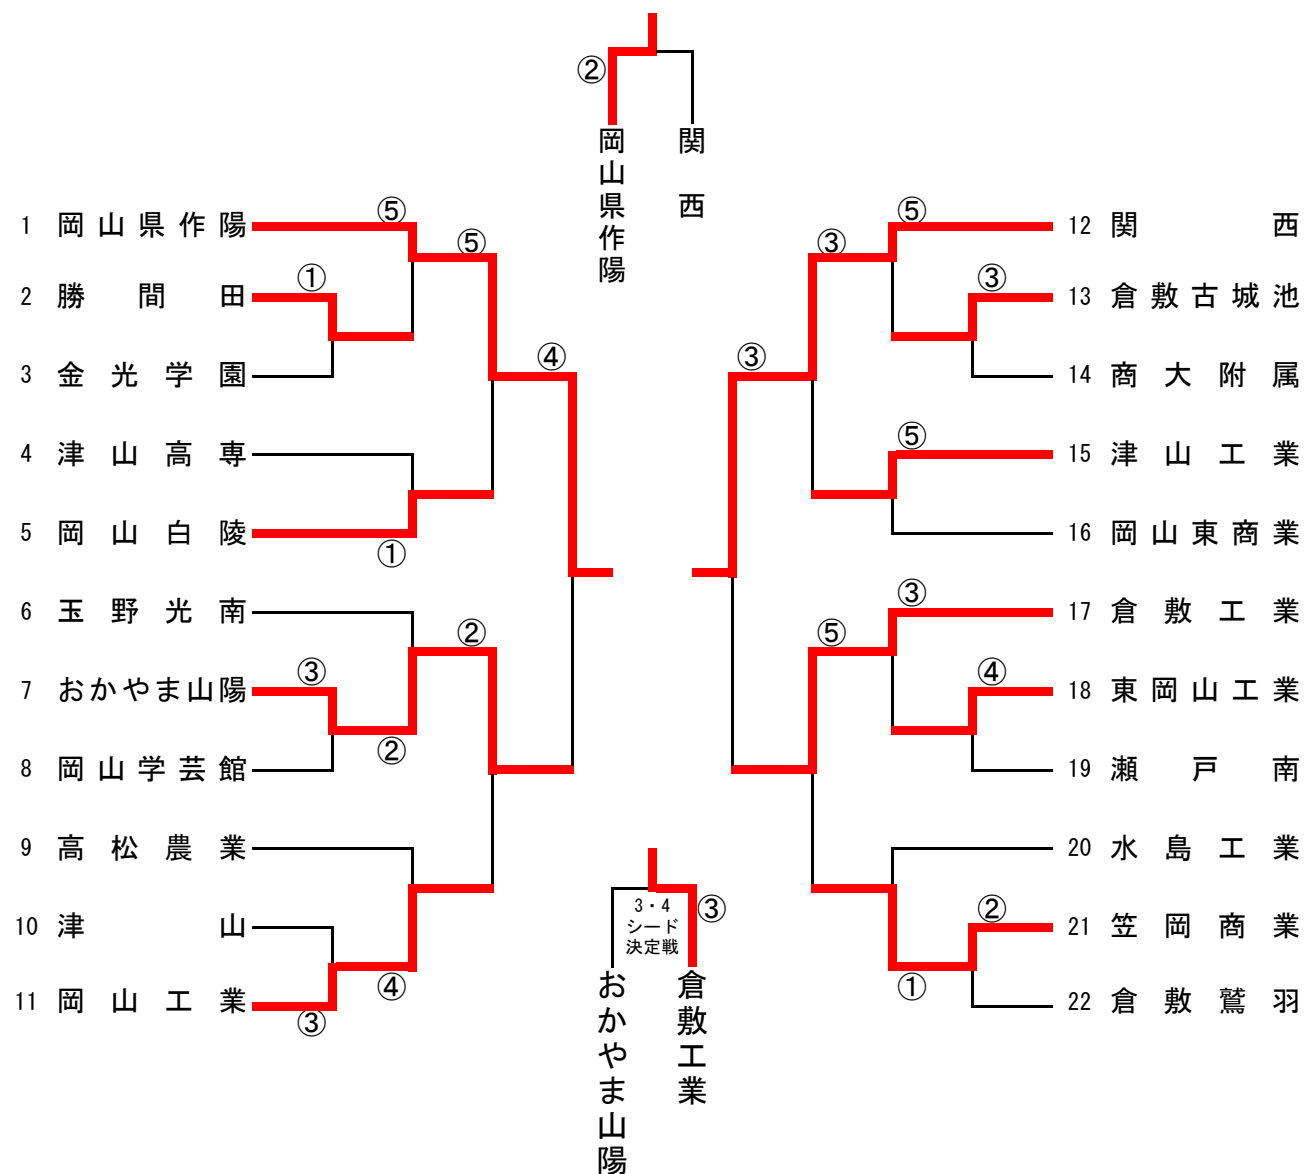 ②
岡山県作陽
関西
1 岡山県作陽
⑤
⑤
2 勝間田
①
3 金光学園
④
4 津山高専
5 岡山白陵
①
6 玉野光南
②
7 おかやま山陽
③
②
8 岡山学芸館
9 高松農業
10 津山
④
11 岡山工業
③
⑤
12 関西
③
③
13 倉敷古城池
③
14 商大附属
⑤
15 津山工業
16 岡山東商業
③
17 倉敷工業
⑤
④
18 東岡山工業
19 瀬戸南
20 水島工業
②
21 笠岡商業
①
22 倉敷鷲羽
3・4
シード
決定戦
③
おかやま山陽
倉敷工業